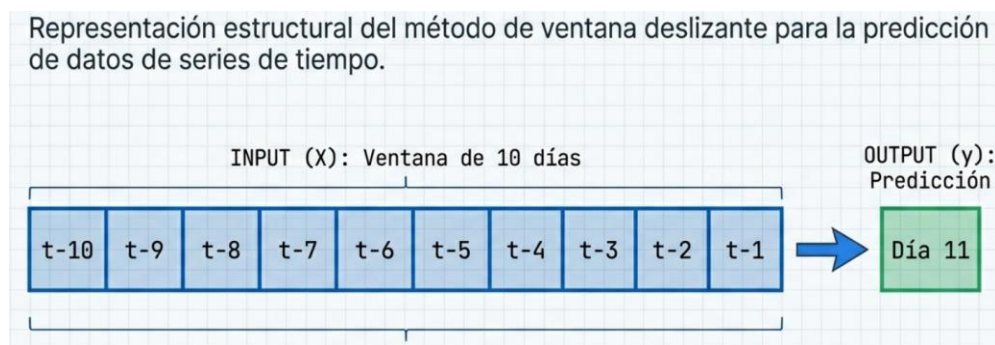 Representación estructural del método de ventana deslizante para la predicción
de datos de series de tiempo.
INPUT (X): Ventana de 10 días
OUTPUT (y):
Predicción
t-10 t-9 t-8 t-7 t-6 t-5 t-4 t-3 t-2 t-1 Día 11